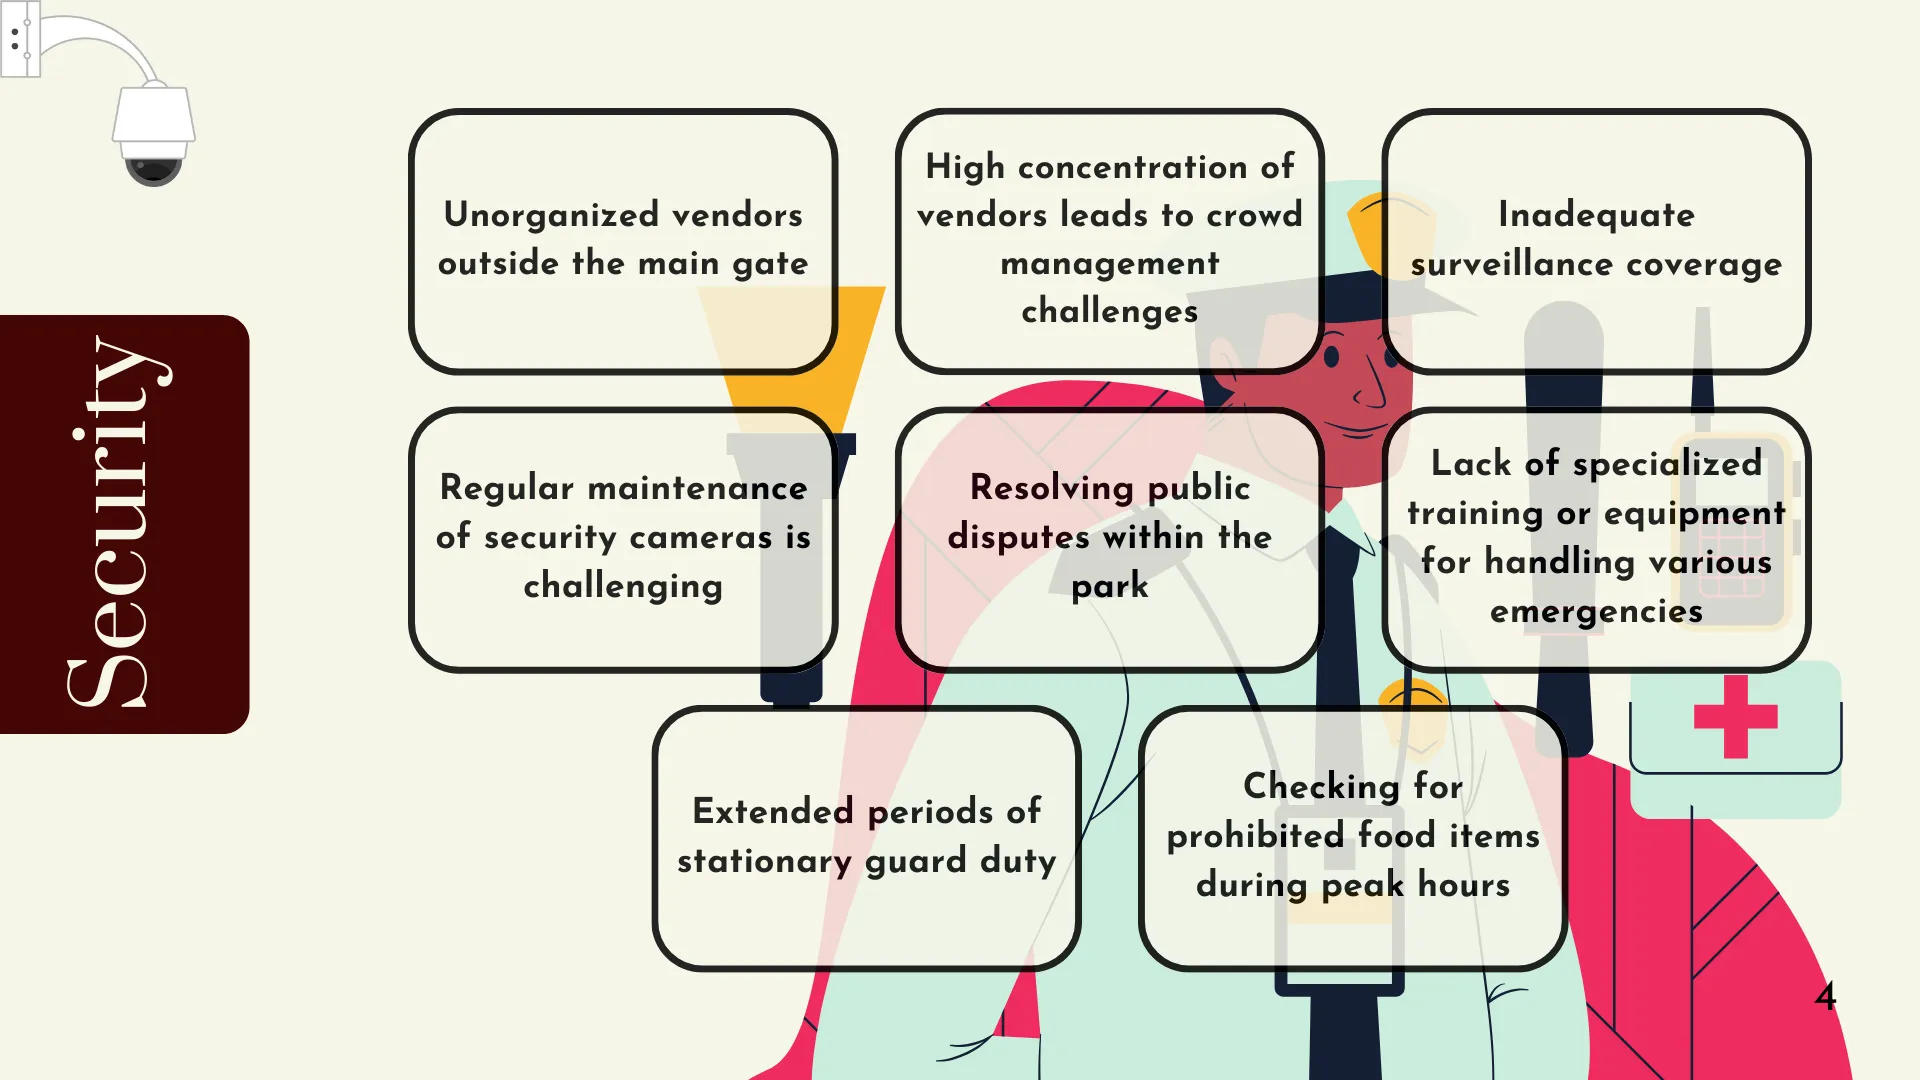 Security
Unorganized vendors
outside the main gate
High concentration of
vendors leads to crowd
management
challenges
Inadequate
surveillance coverage
Regular maintenance
of security cameras is
challenging
Resolving public
disputes within the
park
Lack of specialized
training or equipment
for handling various
emergencies
Extended periods of
stationary guard duty
Checking for
prohibited food items
during peak hours
4